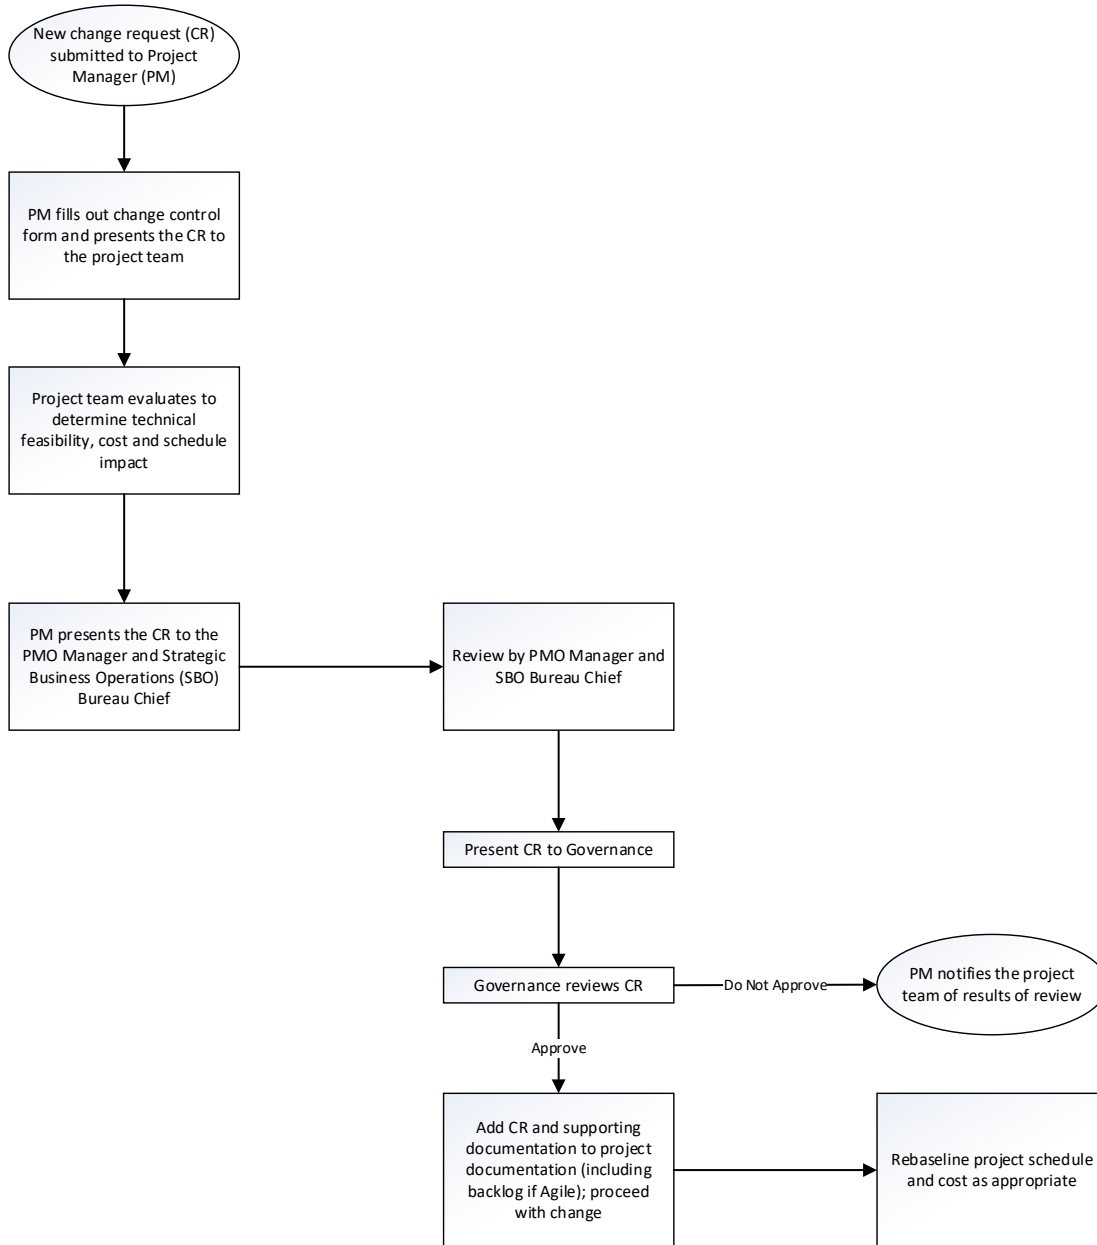 New change request (CR)
submitted to Project
Manager (PM)
PM fills out change control
form and presents the CR to
the project team
Project team evaluates to
determine technical
feasibility, cost and schedule
impact
PM presents the CR to the
PMO Manager and Strategic
Business Operations (SBO)
Bureau Chief
Review by PMO Manager and
SBO Bureau Chief
Present CR to Governance
Governance reviews CR
Do Not Approve
PM notifies the project
team of results of review
Approve
Add CR and supporting
documentation to project
documentation (including
backlog if Agile); proceed
with change
Rebaseline project schedule
and cost as appropriate